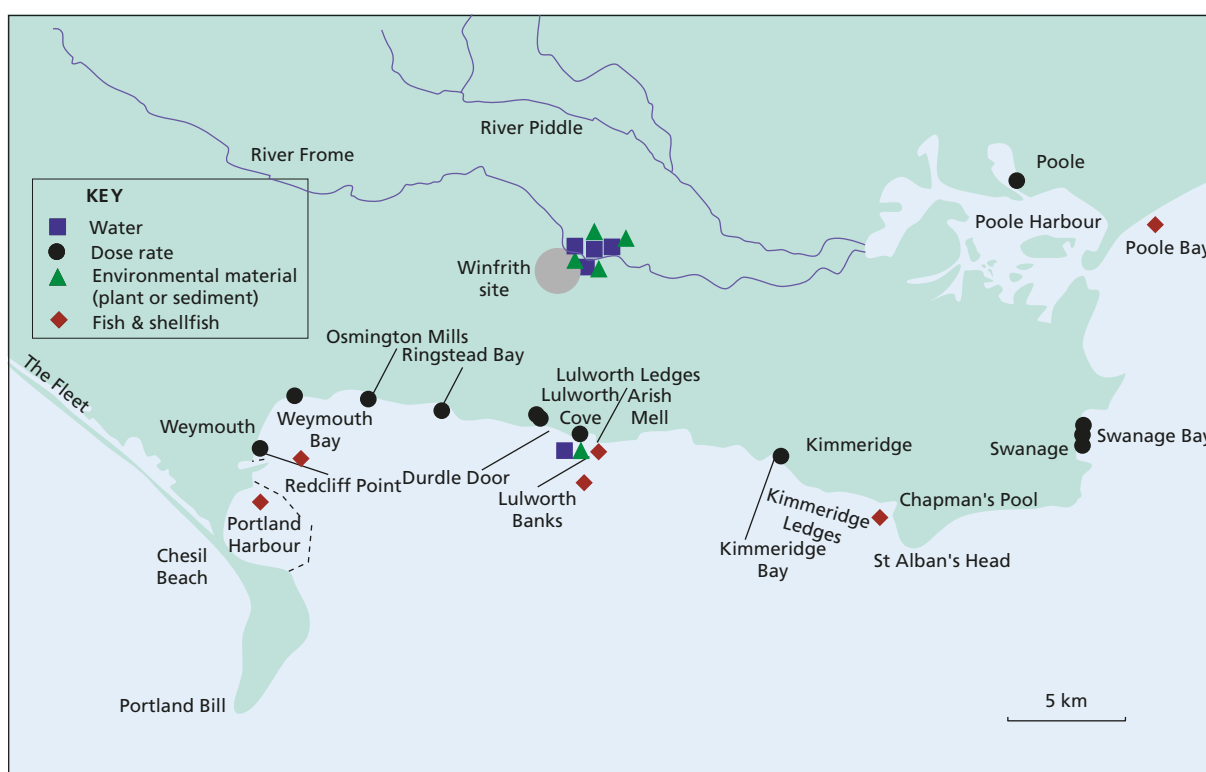 River Piddle
River Frome
Poole
KEY
Water
Dose rate
Environmental material
(plant or sediment)
Fish & shellfish
Poole Harbour
Poole Bay
Winfrith
site
Osmington Mills
Ringstead Bay
The Fleet
Lulworth Ledges
Lulworth
Cove
Arish
Mell
Weymouth
Weymouth
Bay
Kimmeridge
Swanage Bay
Swanage
Redcliff Point
Durdle Door
Lulworth
Banks
Kimmeridge
Ledges
Chapman's Pool
Portland
Harbour
Kimmeridge
Bay
St Alban's Head
Chesil
Beach
Portland Bill
5 km